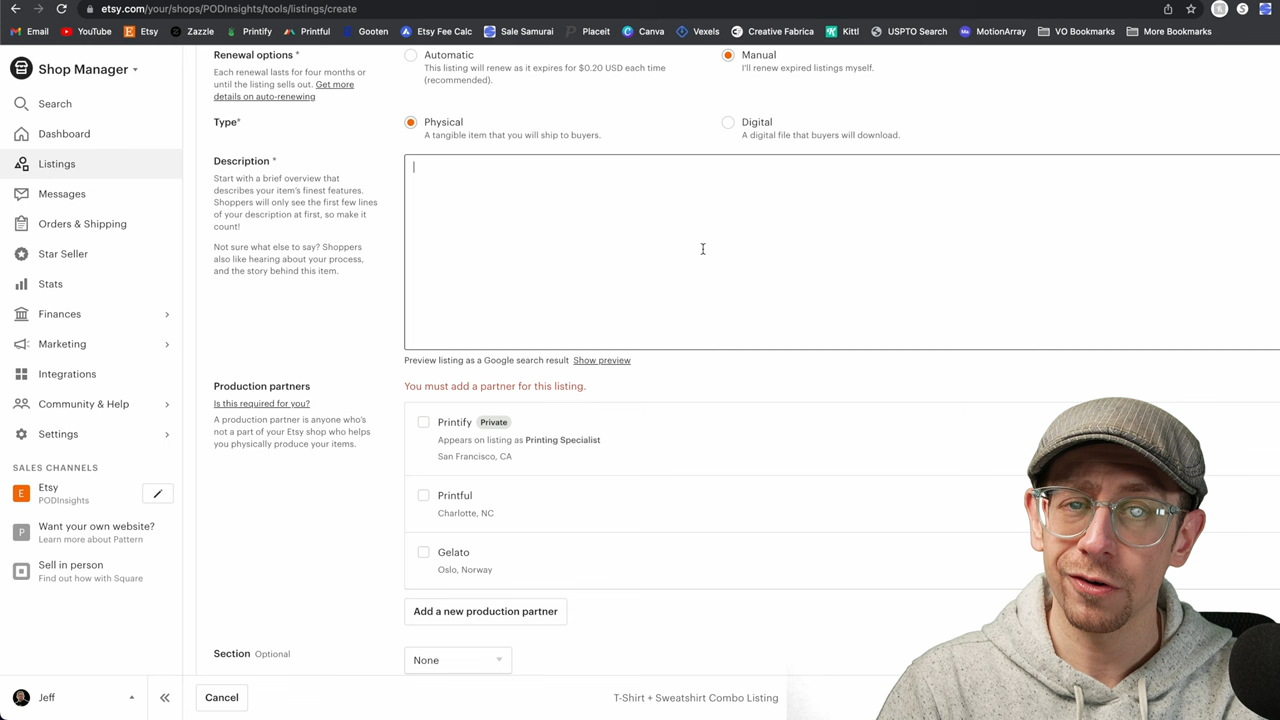 etsy.com/your/shops/PODInsights/tools/listings/create
Email
YouTube
Etsy
Zazzle
Printify
Printful
Gooten
Etsy Fee Calc
Sale Samurai
Placeit
Canva
Vexels
Creative Fabrica
Kittl
USPTO Search
MotionArray
VO Bookmarks
More Bookmarks
Shop Manager
Search
Dashboard
Listings
Messages
Orders & Shipping
Star Seller
Stats
Finances
Marketing
Integrations
Community & Help
Settings
SALES CHANNELS
E
Etsy
PODInsights
P
Want your own website?
Learn more about Pattern
Sell in person
Find out how with Square
Jeff
Renewal options *
Each renewal lasts for four months or
until the listing sells out. Get more
details on auto-renewing
Automatic
This listing will renew as it expires for $0.20 USD each time
(recommended).
Manual
I'll renew expired listings myself.
Type*
Physical
A tangible item that you will ship to buyers.
Digital
A digital file that buyers will download.
Description *
Start with a brief overview that
describes your item's finest features.
Shoppers will only see the first few lines
of your description at first, so make it
count!
Not sure what else to say? Shoppers
also like hearing about your process,
and the story behind this item.
Preview listing as a Google search result Show preview
Production partners
Is this required for you?
A production partner is anyone who's
not a part of your Etsy shop who helps
you physically produce your items.
You must add a partner for this listing.
Printify Private
Appears on listing as Printing Specialist
San Francisco, CA
Printful
Charlotte, NC
Gelato
Oslo, Norway
Add a new production partner
Section Optional
None
Cancel
T-Shirt + Sweatshirt Combo Listing